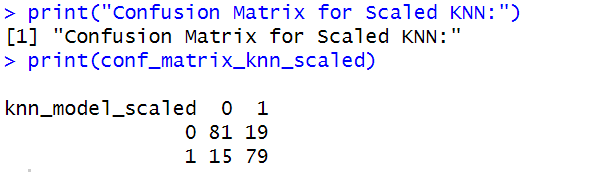 > print("Confusion Matrix for Scaled KNN:")
[1] "Confusion Matrix for Scaled KNN:"
> print(conf_matrix_knn_scaled)
knn_model_scaled  0  1
               0 81 19
               1 15 79